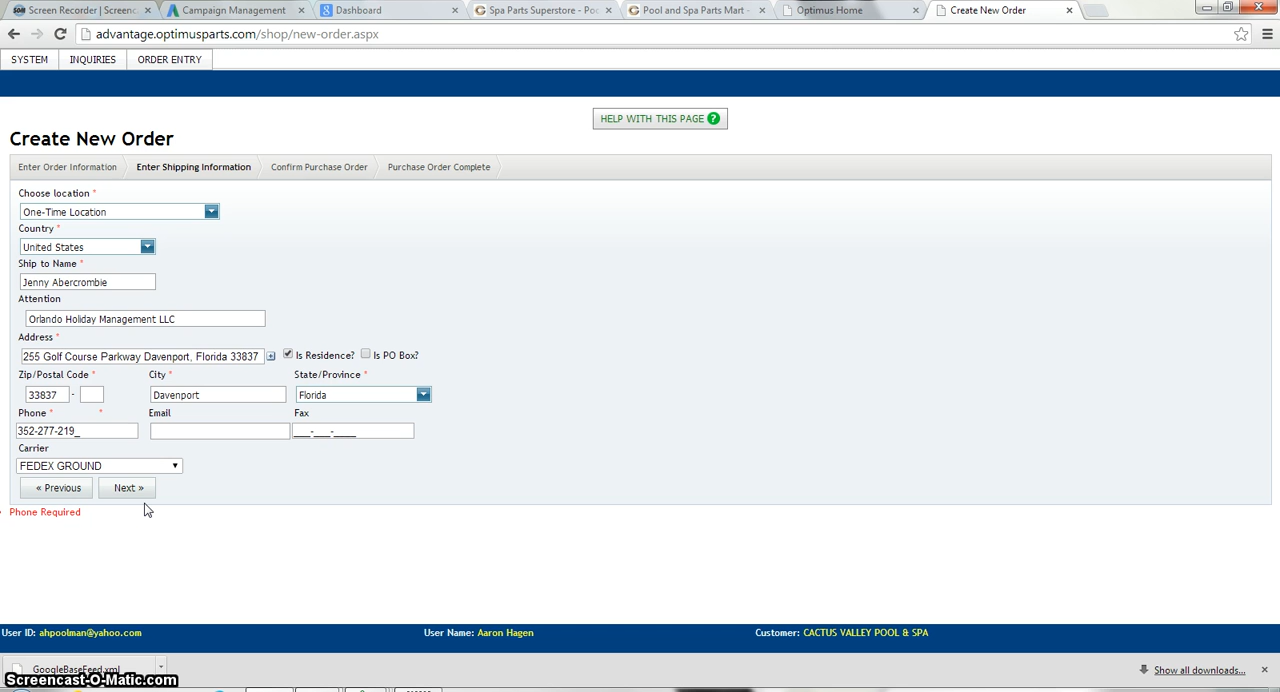 Screen Recorder | Screenc
Campaign Management
Dashboard
Spa Parts Superstore - Poo
Pool and Spa Parts Mart -
Optimus Home
Create New Order
advantage.optimusparts.com/shop/new-order.aspx
SYSTEM INQUIRIES ORDER ENTRY
HELP WITH THIS PAGE ?
Create New Order
Enter Order Information Enter Shipping Information Confirm Purchase Order Purchase Order Complete
Choose location *
One-Time Location
Country *
United States
Ship to Name *
Jenny Abercrombie
Attention
Orlando Holiday Management LLC
Address *
255 Golf Course Parkway Davenport, Florida 33837 Is Residence? Is PO Box?
Zip/Postal Code * City * State/Province *
33837 - Davenport Florida
Phone * * Email Fax
352-277-219_ ___-___-____
Carrier
FEDEX GROUND
« Previous Next »
Phone Required
User ID: ahpoolman@yahoo.com User Name: Aaron Hagen Customer: CACTUS VALLEY POOL & SPA
GoogleBaseFeed.xml Show all downloads...
Screencast-O-Matic.com